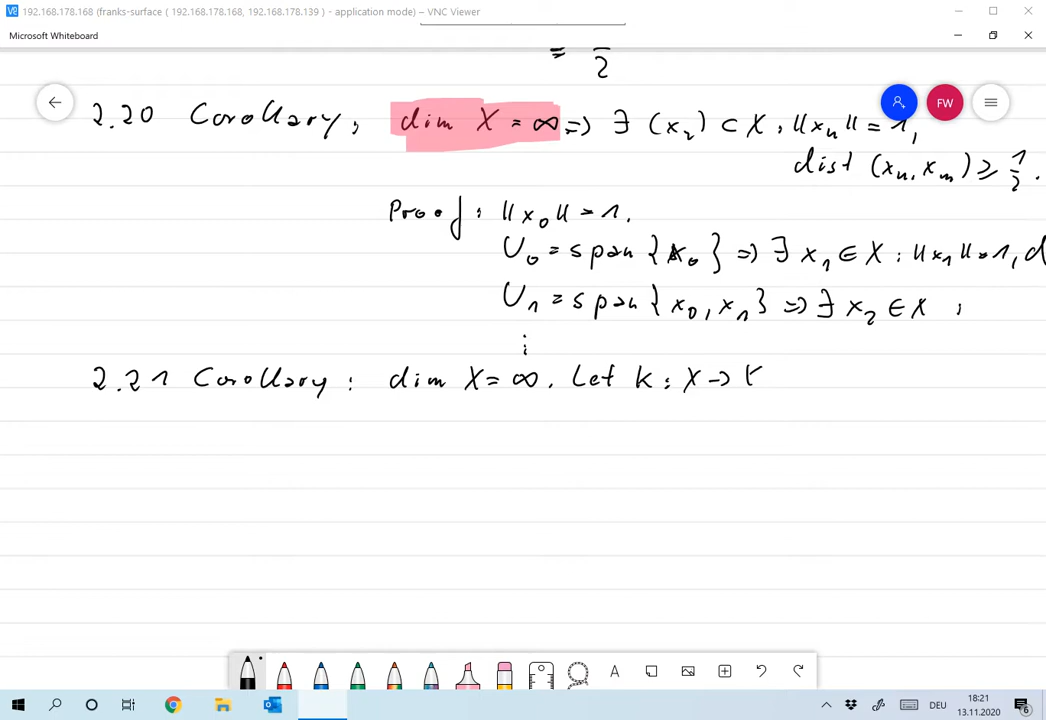 192.168.178.168 (franks-surface ( 192.168.178.168, 192.168.178.139 ) - application mode) – VNC Viewer
Microsoft Whiteboard
= _
2
2.20 Corollary: dim X = ∞ => ∃ (x₂) ⊂ X : ||xₙ|| = 1,
dist (xₙ, xₘ) ≥ 1/2.
Proof: ||x₀|| = 1.
U₀ = span {x₀} => ∃ x₁ ∈ X : ||x₁|| = 1, d
U₁ = span {x₀, x₁} => ∃ x₂ ∈ X :
⋮
2.21 Corollary: dim X = ∞. Let k : X -> Y
FW
A
DEU
18:21
13.11.2020
6